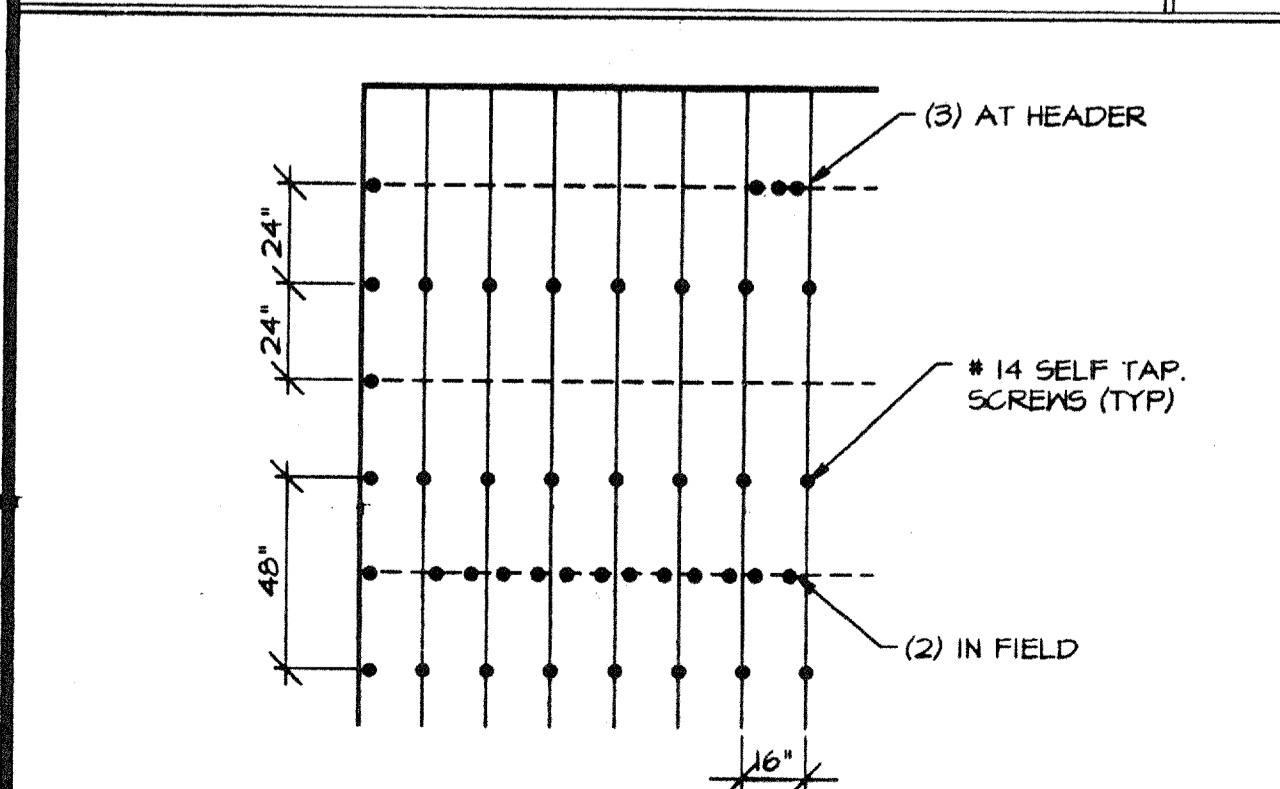 (3) AT HEADER
24"
24"
# 14 SELF TAP.
SCREWS (TYP)
48"
(2) IN FIELD
16"